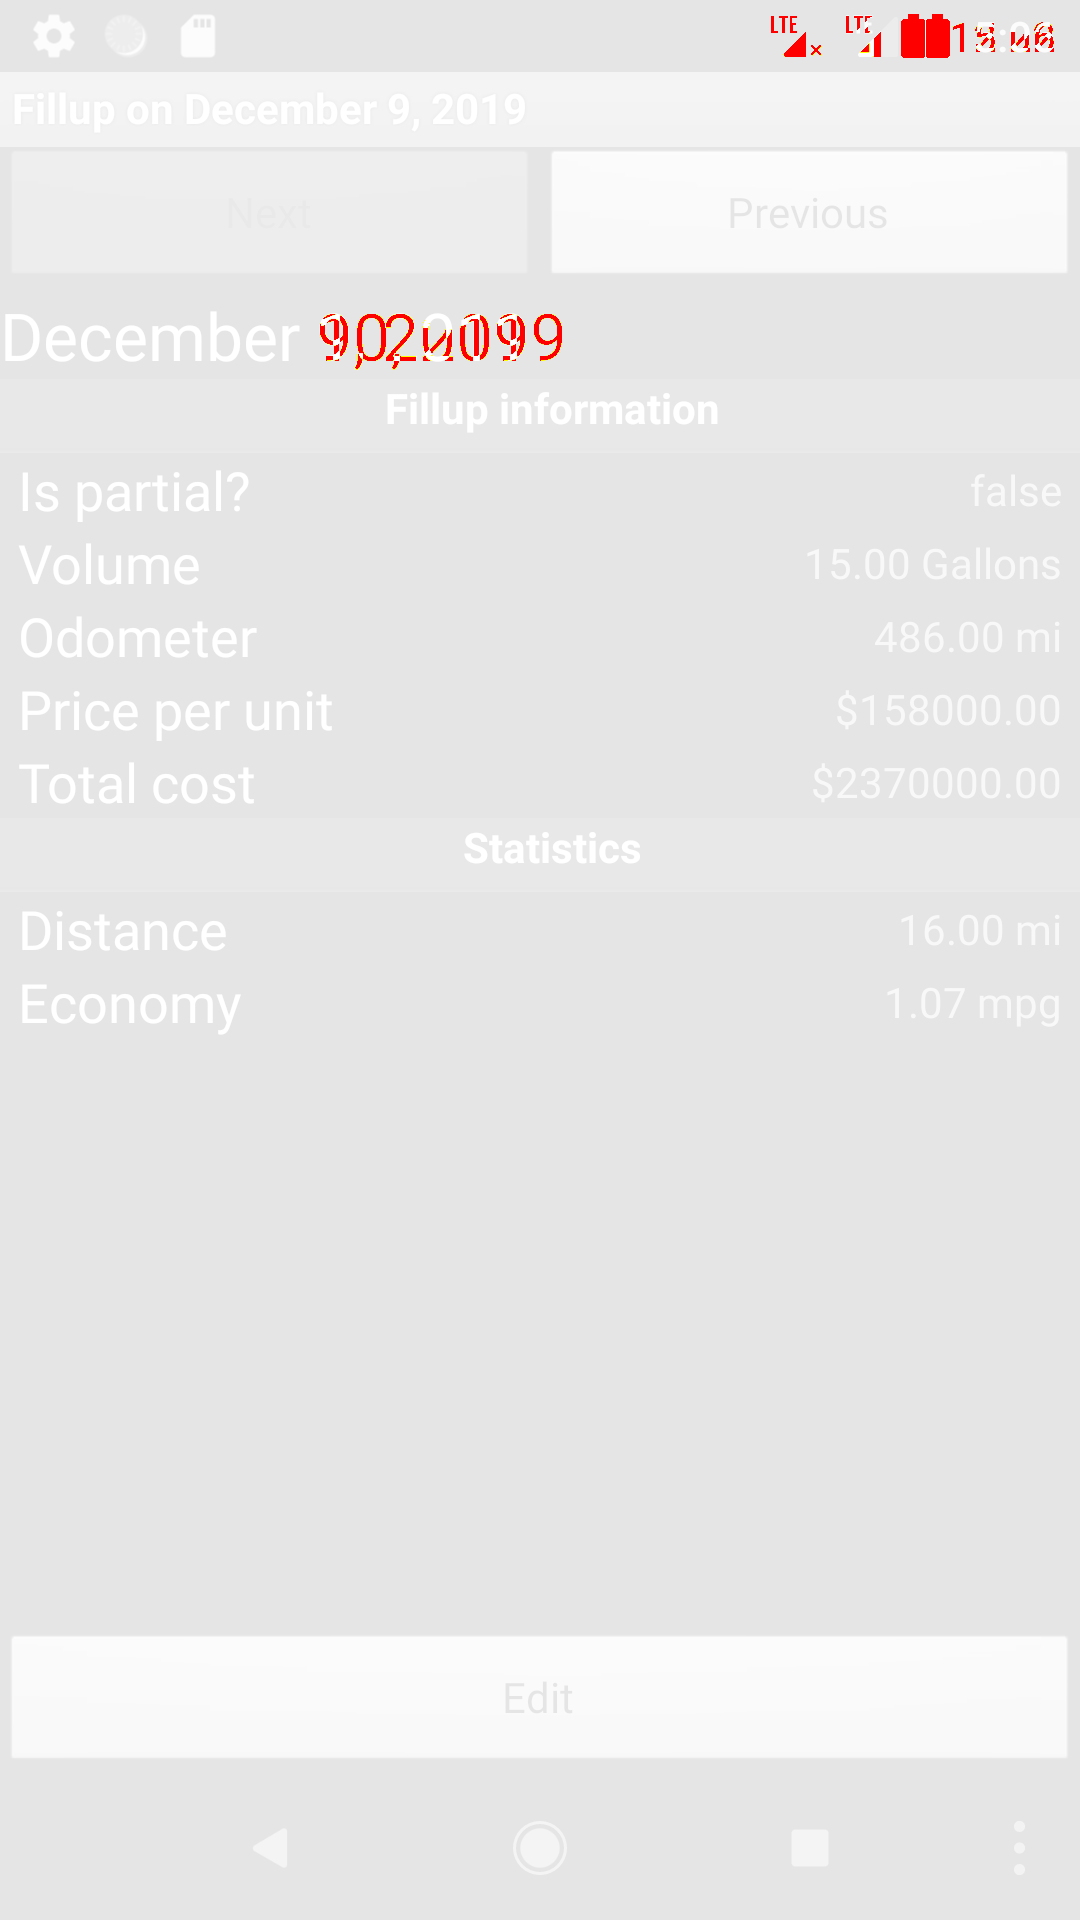 LTE LTE
Fillup on December 9, 2019
Next Previous
December
Fillup information
Is partial? false
Volume 15.00 Gallons
Odometer 486.00 mi
Price per unit $158000.00
Total cost $2370000.00
Statistics
Distance 16.00 mi
Economy 1.07 mpg
Edit